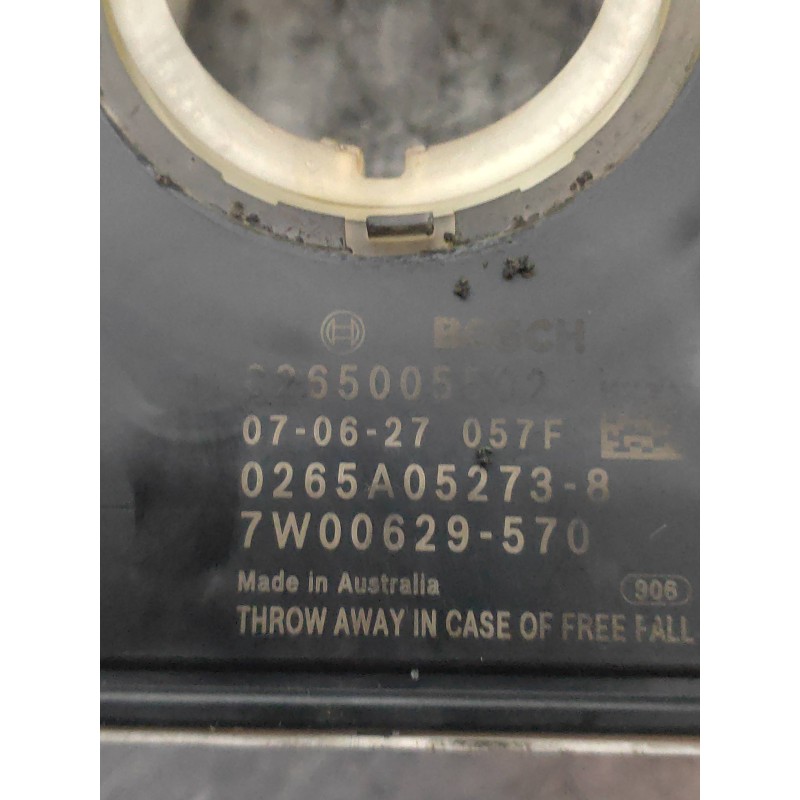 BOSCH
07-06-27 057F
0265A05273-8
7W00629-570
Made in Australia 906
THROW AWAY IN CASE OF FREE FALL